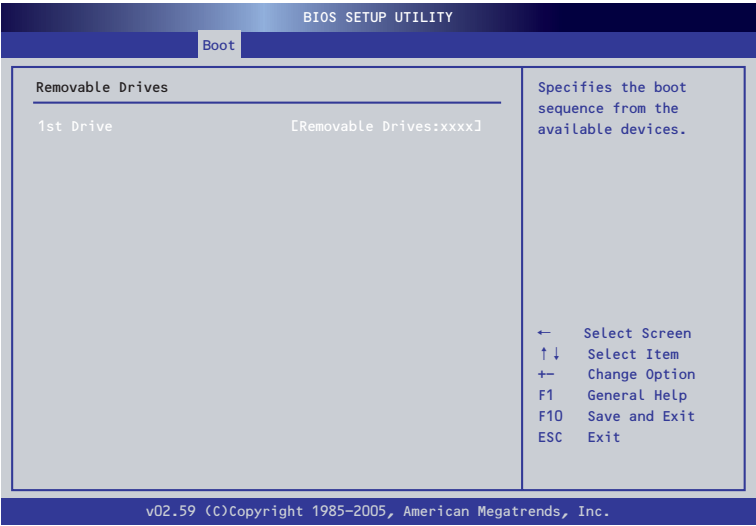 BIOS SETUP UTILITY
Boot
Removable Drives
1st Drive [Removable Drives:xxxx]
Specifies the boot
sequence from the
available devices.
← Select Screen
↑↓ Select Item
+- Change Option
F1 General Help
F10 Save and Exit
ESC Exit
v02.59 (C)Copyright 1985-2005, American Megatrends, Inc.